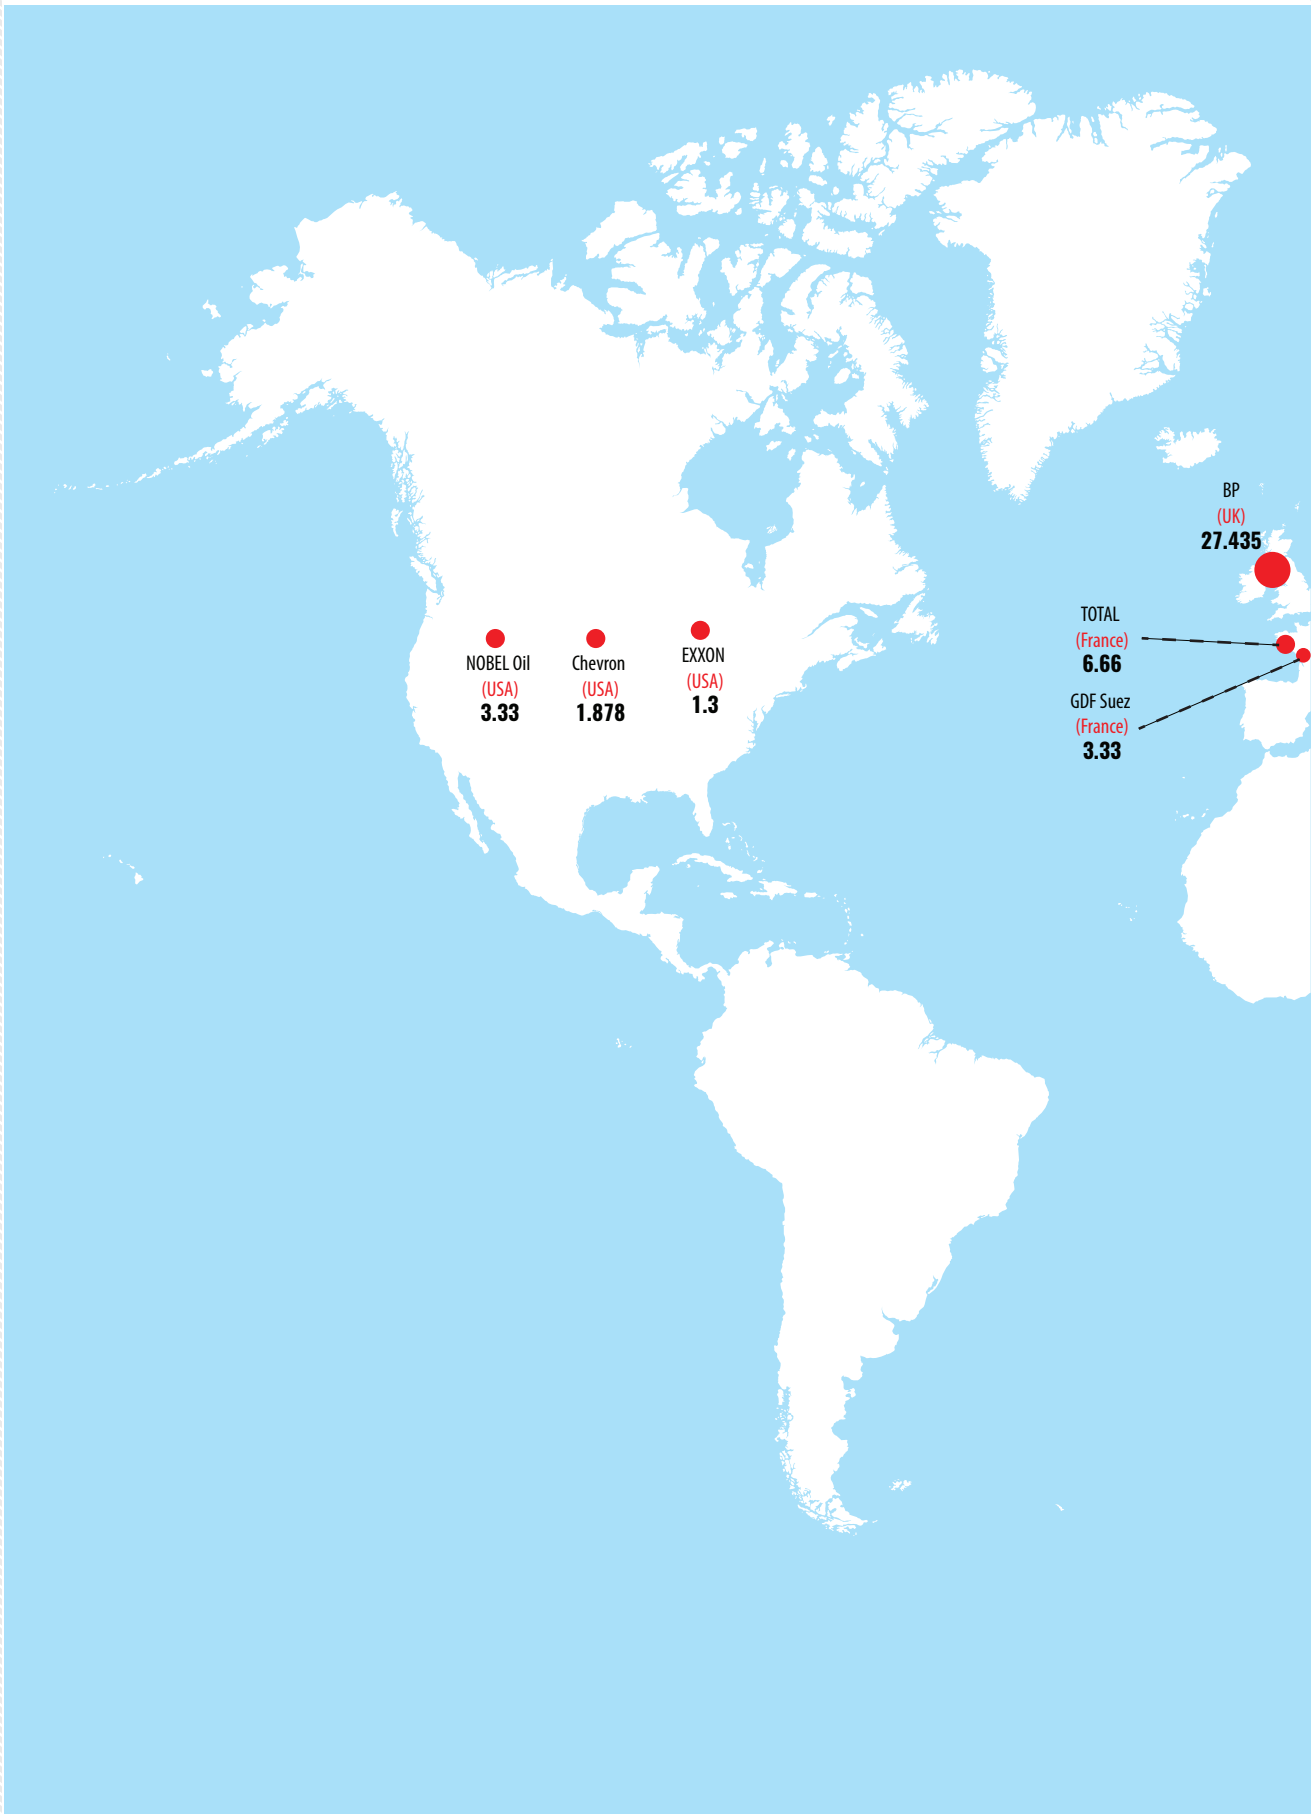 BP
(UK)
27.435
TOTAL
(France)
6.66
GDF Suez
(France)
3.33
NOBEL Oil
(USA)
3.33
Chevron
(USA)
1.878
EXXON
(USA)
1.3